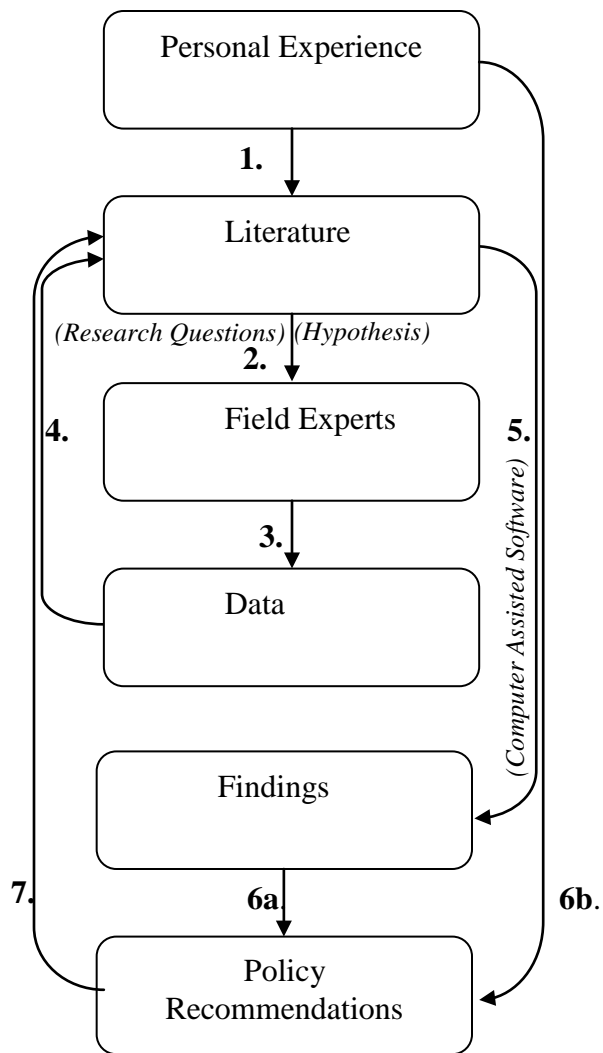 Personal Experience
1.
Literature
(Research Questions) (Hypothesis)
2.
Field Experts
4.
5.
3.
(Computer Assisted Software)
Data
Findings
7.
6a.
6b.
Policy
Recommendations